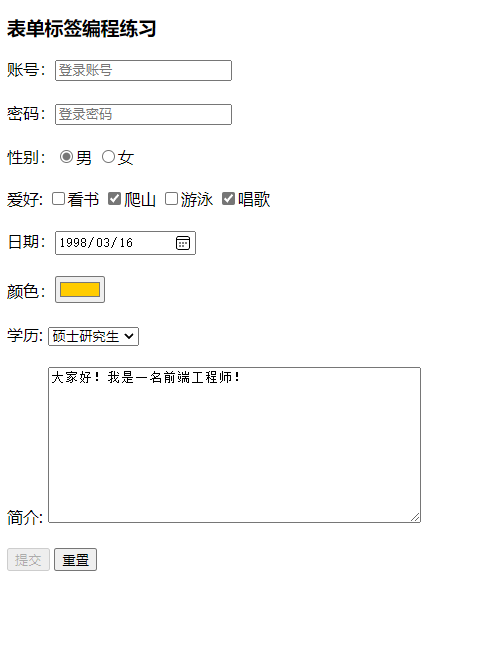 表单标签编程练习
账号： 登录账号
密码： 登录密码
性别： 男 女
爱好: 看书 爬山 游泳 唱歌
日期： 1998/03/16
颜色：
学历: 硕士研究生
大家好！我是一名前端工程师！
简介:
提交 重置